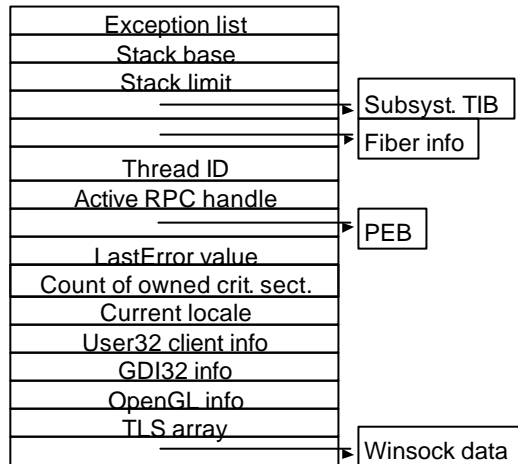 Exception list
Stack base
Stack limit
Subsyst. TIB
Fiber info
Thread ID
Active RPC handle
PEB
LastError value
Count of owned crit. sect.
Current locale
User32 client info
GDI32 info
OpenGL info
TLS array
Winsock data